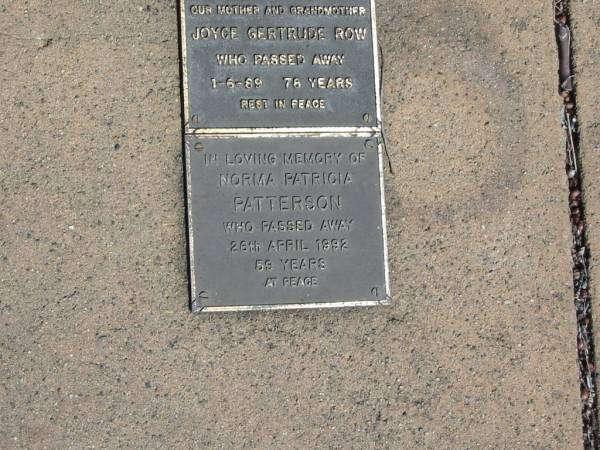 OUR MOTHER AND GRANDMOTHER
JOYCE GERTRUDE ROW
WHO PASSED AWAY
1-6-89 78 YEARS
REST IN PEACE
IN LOVING MEMORY OF
NORMA PATRICIA
PATTERSON
WHO PASSED AWAY
26TH APRIL 1992
59 YEARS
AT PEACE